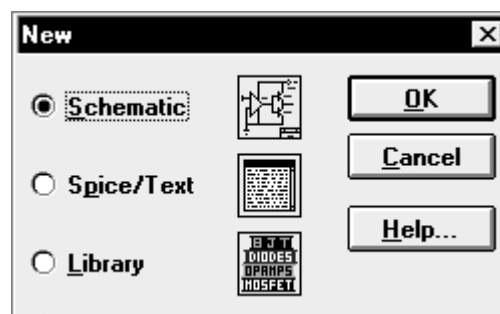 New
Schematic
OK
Spice/Text
Cancel
Library
Help...
BJT
DIODES
OPAMPS
MOSFET